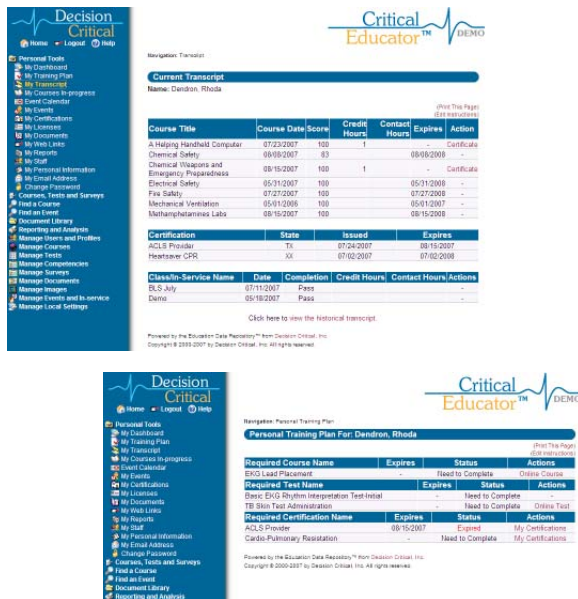 Decision
Critical
Home Logout Help
Personal Tools
My Dashboard
My Training Plan
My Transcript
My Courses In-progress
Event Calendar
My Events
My Certifications
My Licenses
My Documents
My Web Links
My Reports
My Staff
My Personal Information
My Email Address
Change Password
Courses, Tests and Surveys
Find a Course
Find an Event
Document Library
Reporting and Analysis
Manage Users and Profiles
Manage Courses
Manage Tests
Manage Competencies
Manage Surveys
Manage Documents
Manage Images
Manage Events and In-service
Manage Local Settings
Critical
Educator™ DEMO
Navigation: Transcript
Current Transcript
Name: Dendron, Rhoda
(Print This Page)
(Edit Instructions)
Course Title Course Date Score Credit Hours Contact Hours Expires Action
A Helping Handheld Computer 07/23/2007 100 1 - Certificate
Chemical Safety 08/08/2007 83 08/08/2008 -
Chemical Weapons and Emergency Preparedness 08/15/2007 100 1 - Certificate
Electrical Safety 05/31/2007 100 05/31/2008 -
Fire Safety 07/27/2007 100 07/27/2008 -
Mechanical Ventilation 05/01/2006 100 05/01/2007 -
Methamphetamines Labs 08/15/2007 100 08/15/2008 -
Certification State Issued Expires
ACLS Provider TX 07/24/2007 08/15/2007
Heartsaver CPR XX 07/02/2007 07/02/2008
Class/In-Service Name Date Completion Credit Hours Contact Hours Actions
BLS July 07/11/2007 Pass -
Demo 05/18/2007 Pass -
Click here to view the historical transcript.
Powered by the Education Data Repository™ from Decision Critical, Inc.
Copyright © 2000-2007 by Decision Critical, Inc. All rights reserved.
Decision
Critical
Home Logout Help
Personal Tools
My Dashboard
My Training Plan
My Transcript
My Courses In-progress
Event Calendar
My Events
My Certifications
My Licenses
My Documents
My Web Links
My Reports
My Staff
My Personal Information
My Email Address
Change Password
Courses, Tests and Surveys
Find a Course
Find an Event
Document Library
Reporting and Analysis
Critical
Educator™ DEMO
Navigation: Personal Training Plan
Personal Training Plan For: Dendron, Rhoda
(Print This Page)
(Edit Instructions)
Required Course Name Expires Status Actions
EKG Lead Placement - Need to Complete Online Course
Required Test Name Expires Status Actions
Basic EKG Rhythm Interpretation Test-Initial - Need to Complete -
TB Skin Test Administration - Need to Complete Online Test
Required Certification Name Expires Status Actions
ACLS Provider 08/15/2007 Expired My Certifications
Cardio-Pulmonary Resistation - Need to Complete My Certifications
Powered by the Education Data Repository™ from Decision Critical, Inc.
Copyright © 2000-2007 by Decision Critical, Inc. All rights reserved.